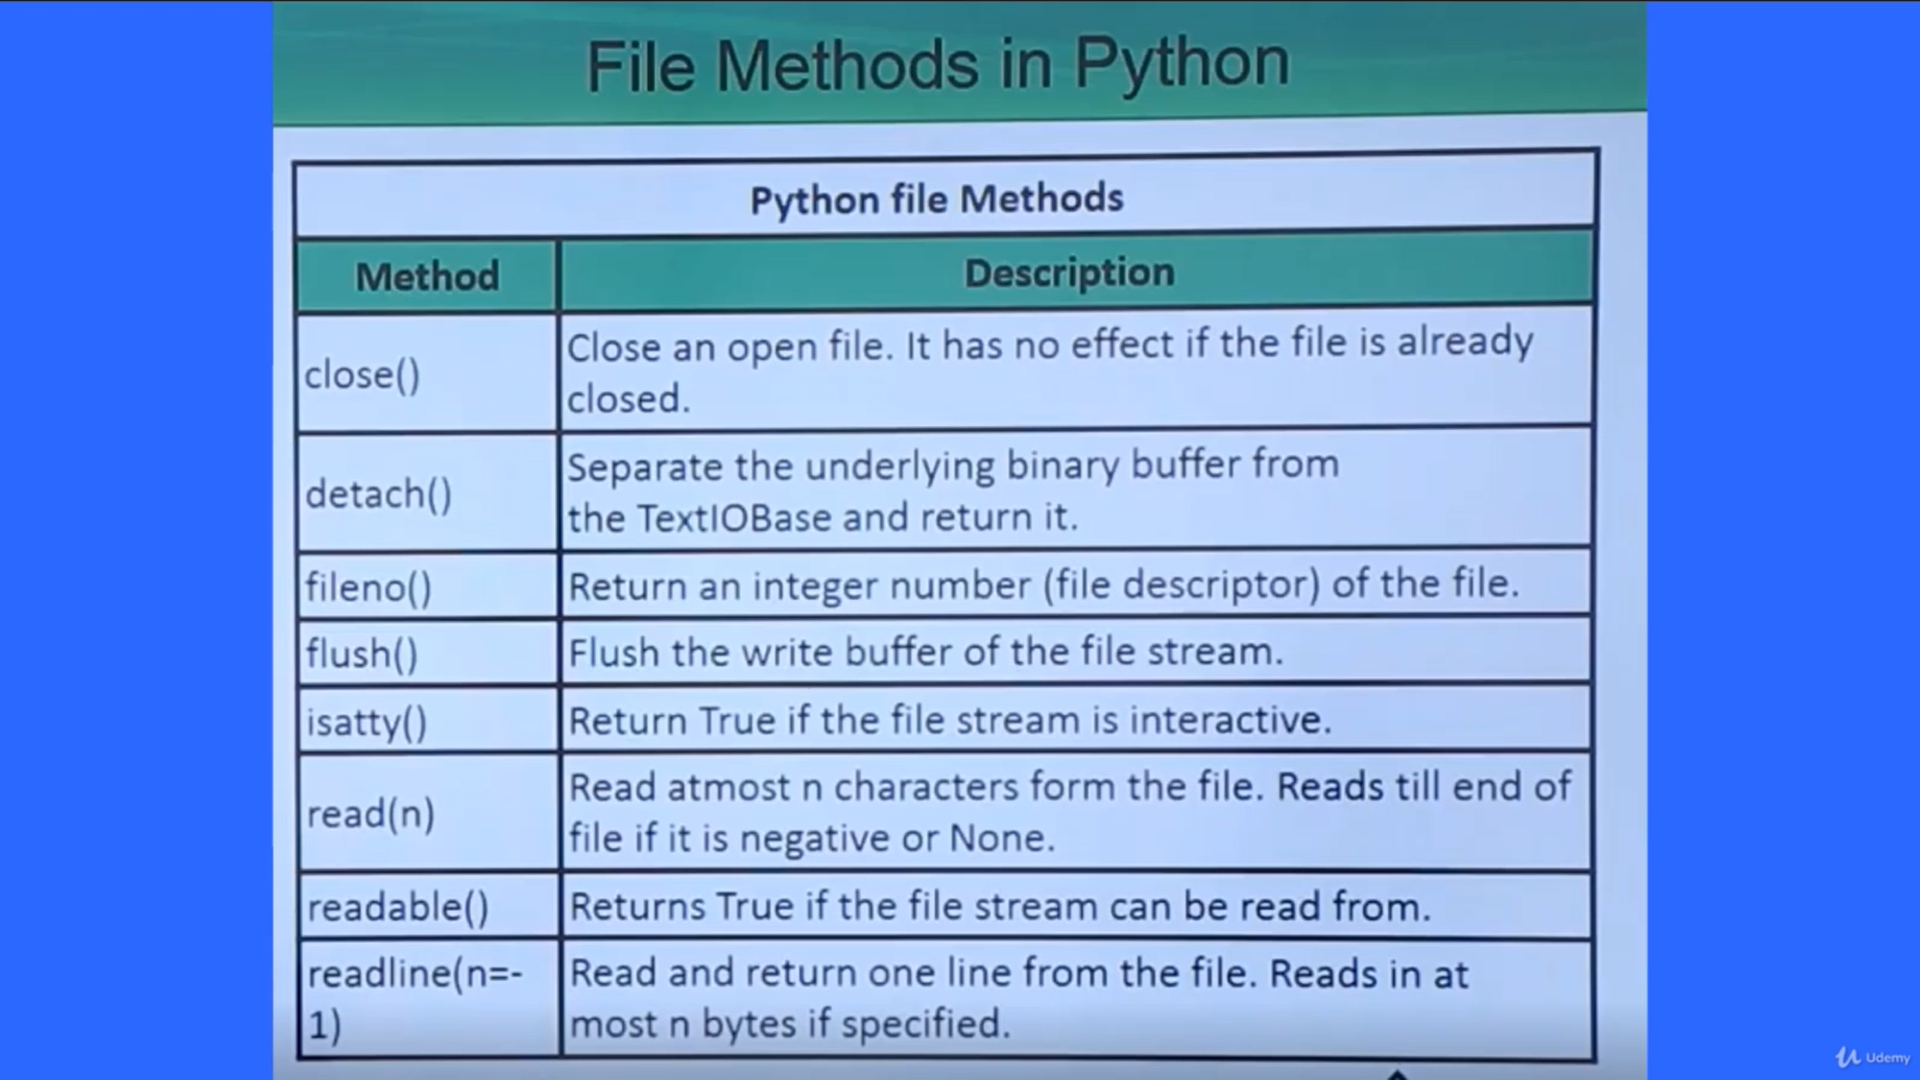 File Methods in Python
Python file Methods
Method Description
close() Close an open file. It has no effect if the file is already
closed.
detach() Separate the underlying binary buffer from
the TextIOBase and return it.
fileno() Return an integer number (file descriptor) of the file.
flush() Flush the write buffer of the file stream.
isatty() Return True if the file stream is interactive.
read(n) Read atmost n characters form the file. Reads till end of
file if it is negative or None.
readable() Returns True if the file stream can be read from.
readline(n=- Read and return one line from the file. Reads in at
1) most n bytes if specified.
Udemy